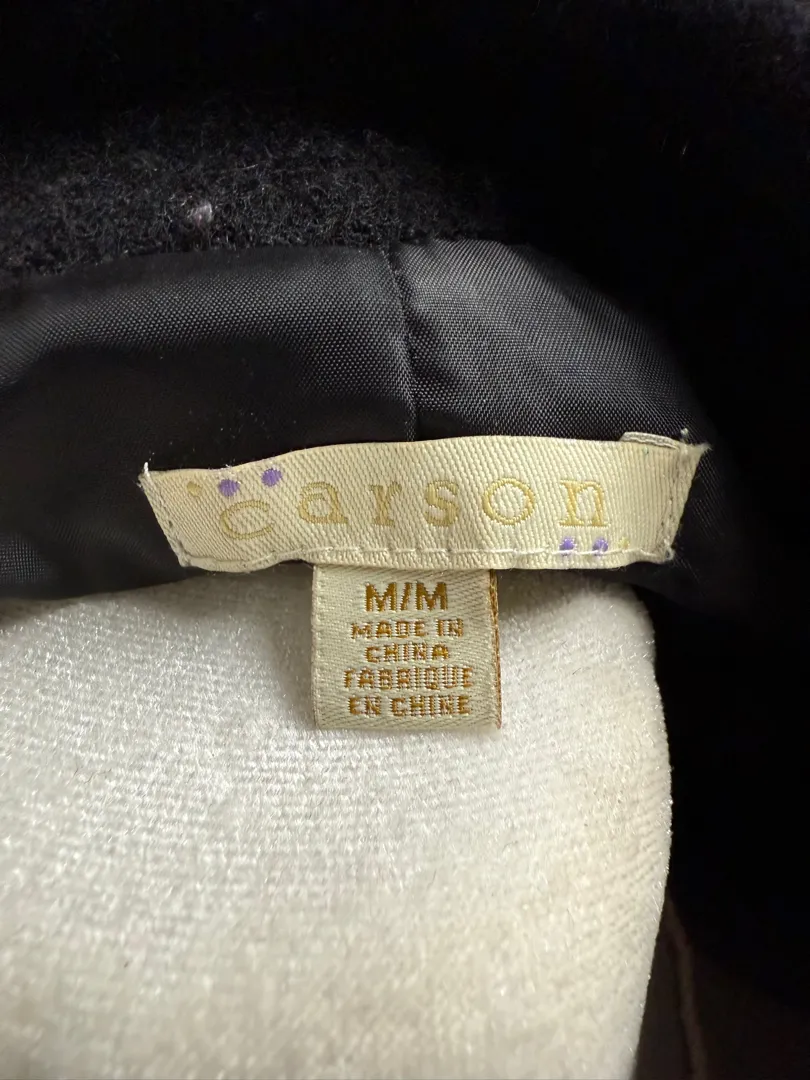 carson
M/M
MADE IN
CHINA
FABRIQUE
EN CHINE